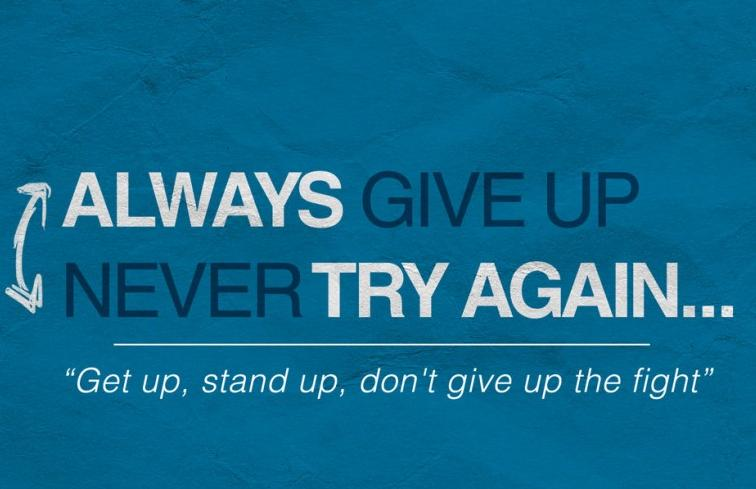 ALWAYS GIVE UP
NEVER TRY AGAIN...
“Get up, stand up, don't give up the fight”